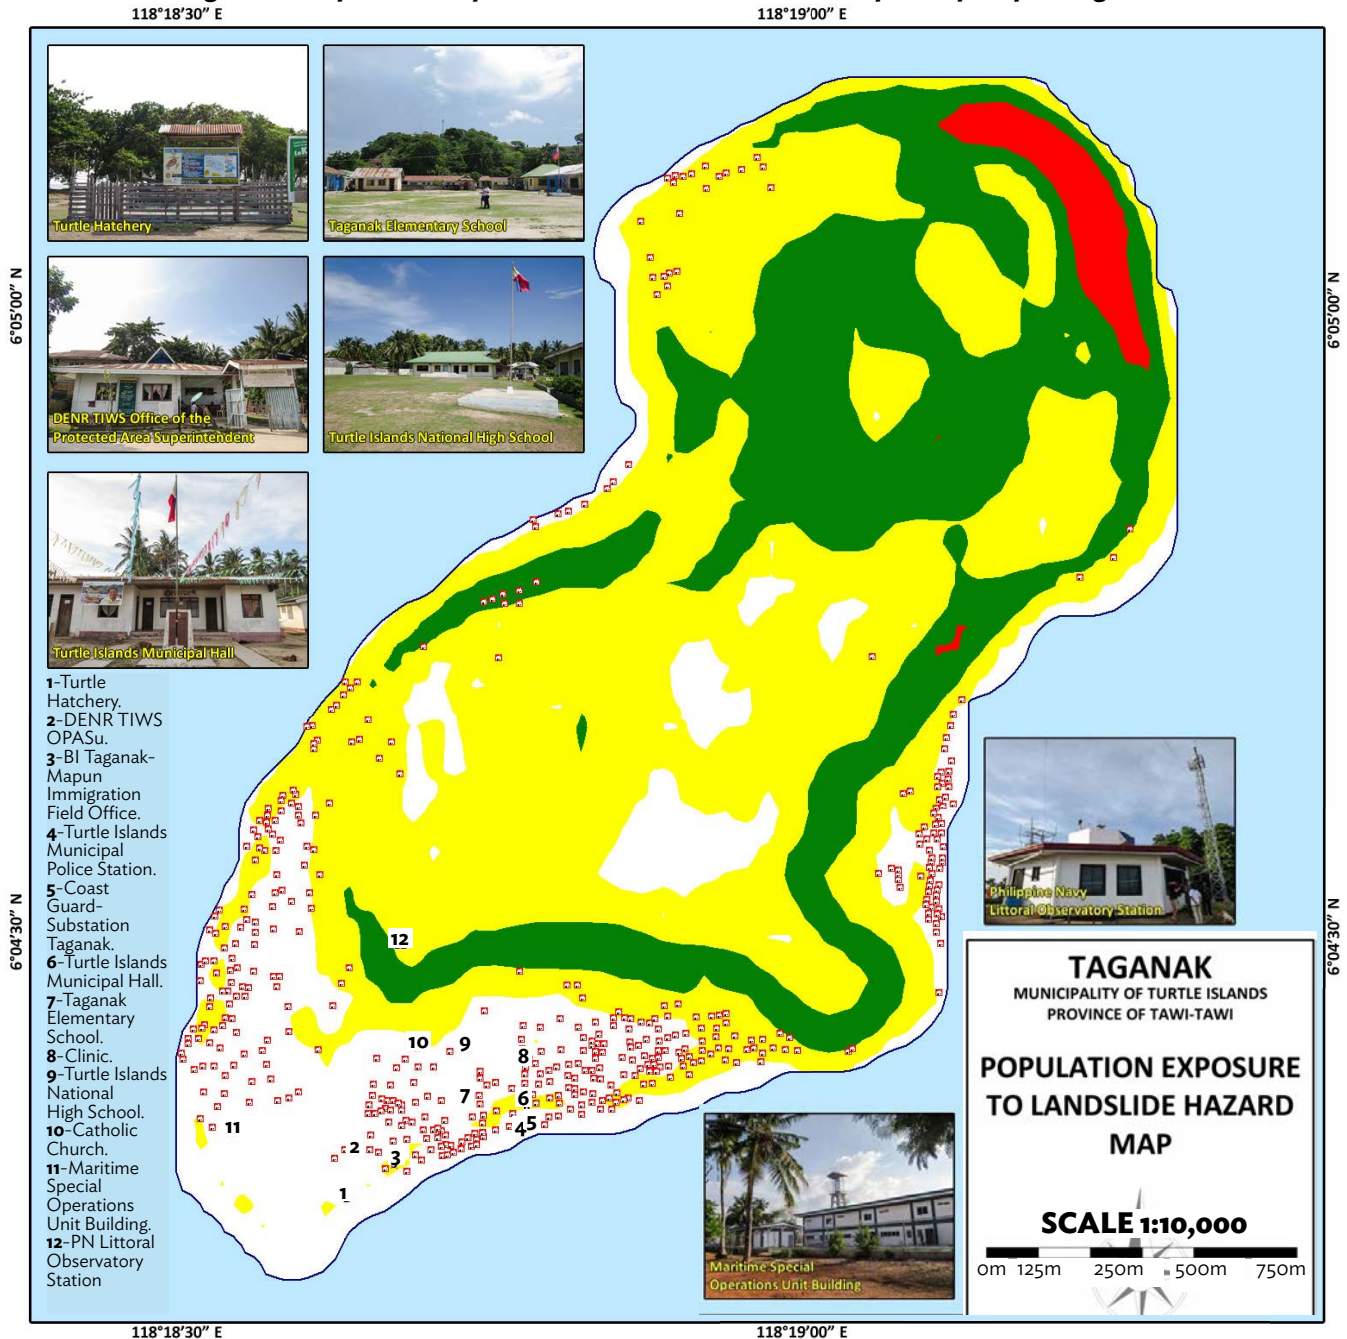 118°18'30" E
118°19'00" E
6°05'00" N
6°05'00" N
6°04'30" N
6°04'30" N
Turtle Hatchery
Taganak Elementary School
DENR TIWS Office of the
Protected Area Superintendent
Turtle Islands National High School
Turtle Islands Municipal Hall
1-Turtle
Hatchery.
2-DENR TIWS
OPASu.
3-BI Taganak-
Mapun
Immigration
Field Office.
4-Turtle Islands
Municipal
Police Station.
5-Coast
Guard-
Substation
Taganak.
6-Turtle Islands
Municipal Hall.
7-Taganak
Elementary
School.
8-Clinic.
9-Turtle Islands
National
High School.
10-Catholic
Church.
11-Maritime
Special
Operations
Unit Building.
12-PN Littoral
Observatory
Station
12
10
9
8
7
6
5
4
11
2
3
1
Philippine Navy
Littoral Observatory Station
Maritime Special
Operations Unit Building
TAGANAK
MUNICIPALITY OF TURTLE ISLANDS
PROVINCE OF TAWI-TAWI
POPULATION EXPOSURE
TO LANDSLIDE HAZARD
MAP
SCALE 1:10,000
0m 125m 250m 500m 750m
118°18'30" E
118°19'00" E